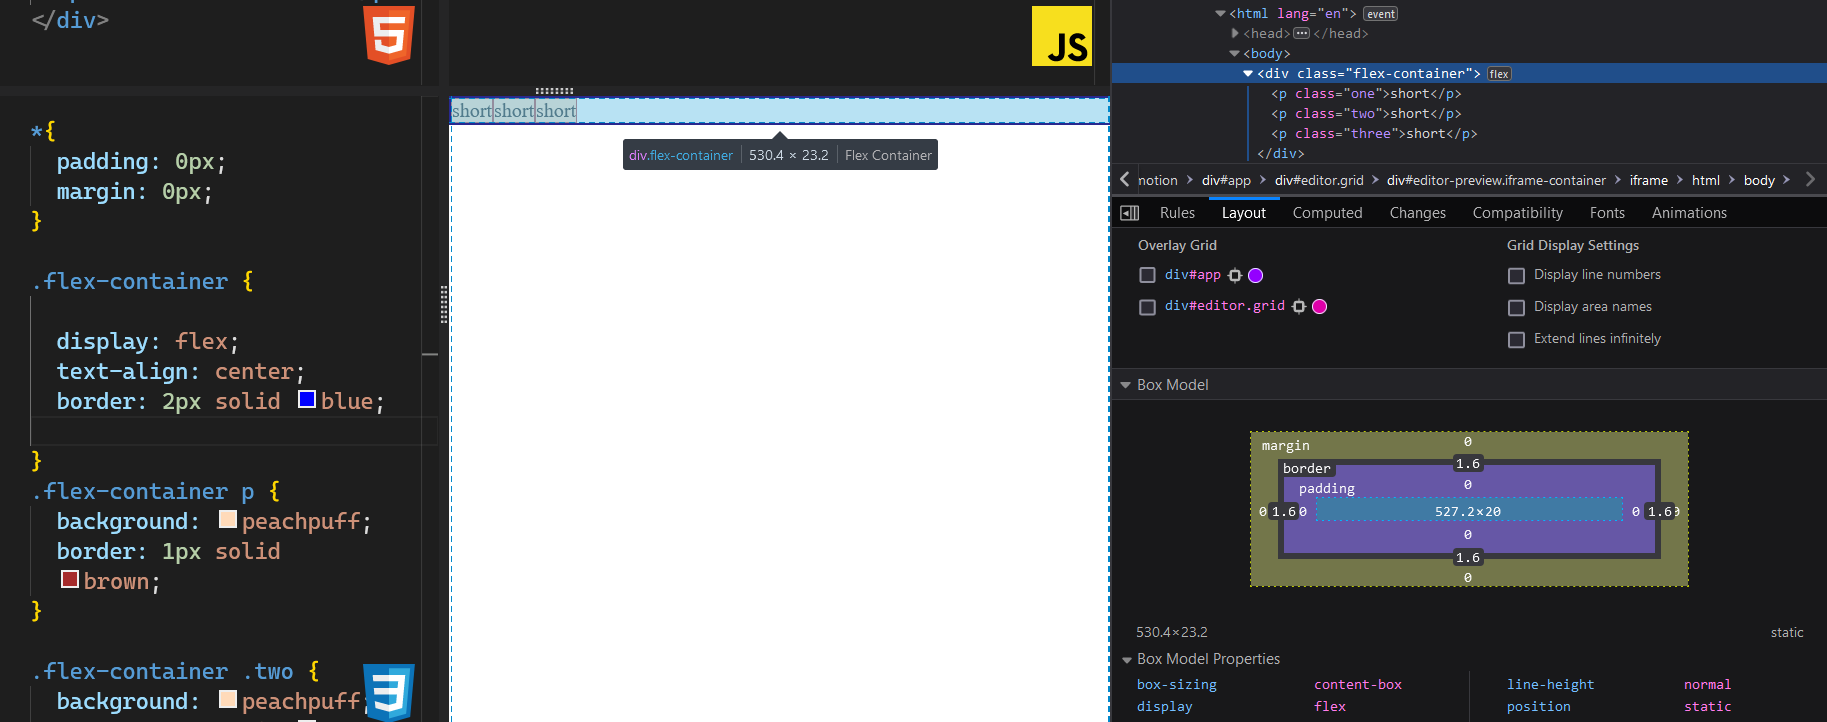 </div>
*{
padding: 0px;
margin: 0px;
}
.flex-container {
display: flex;
text-align: center;
border: 2px solid blue;
}
.flex-container p {
background: peachpuff;
border: 1px solid
brown;
}
.flex-container .two {
background: peachpuff;
JS
shortshortshort
div.flex-container 530.4 × 23.2 Flex Container
<html lang="en"> event
<head> ••• </head>
<body>
<div class="flex-container"> flex
<p class="one">short</p>
<p class="two">short</p>
<p class="three">short</p>
</div>
motion > div#app > div#editor.grid > div#editor-preview.iframe-container > iframe > html > body >
Rules Layout Computed Changes Compatibility Fonts Animations
Overlay Grid
div#app
div#editor.grid
Grid Display Settings
Display line numbers
Display area names
Extend lines infinitely
Box Model
margin 0
border 1.6
padding 0
0 1.6 0 527.2×20 0 1.6 0
0
1.6
0
530.4×23.2 static
Box Model Properties
box-sizing content-box line-height normal
display flex position static